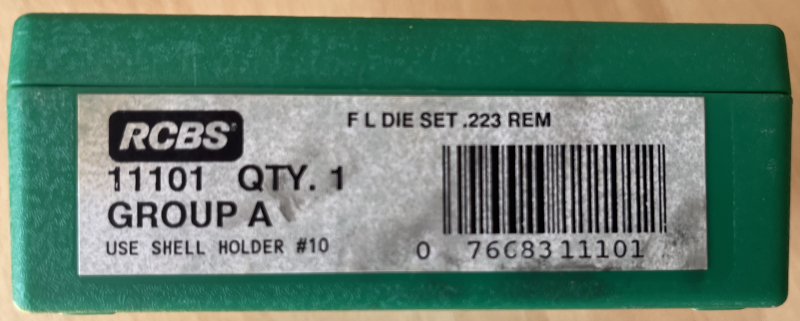 RCBS
F L DIE SET .223 REM
11101 QTY. 1
GROUP A
USE SHELL HOLDER #10
0 76683 11101